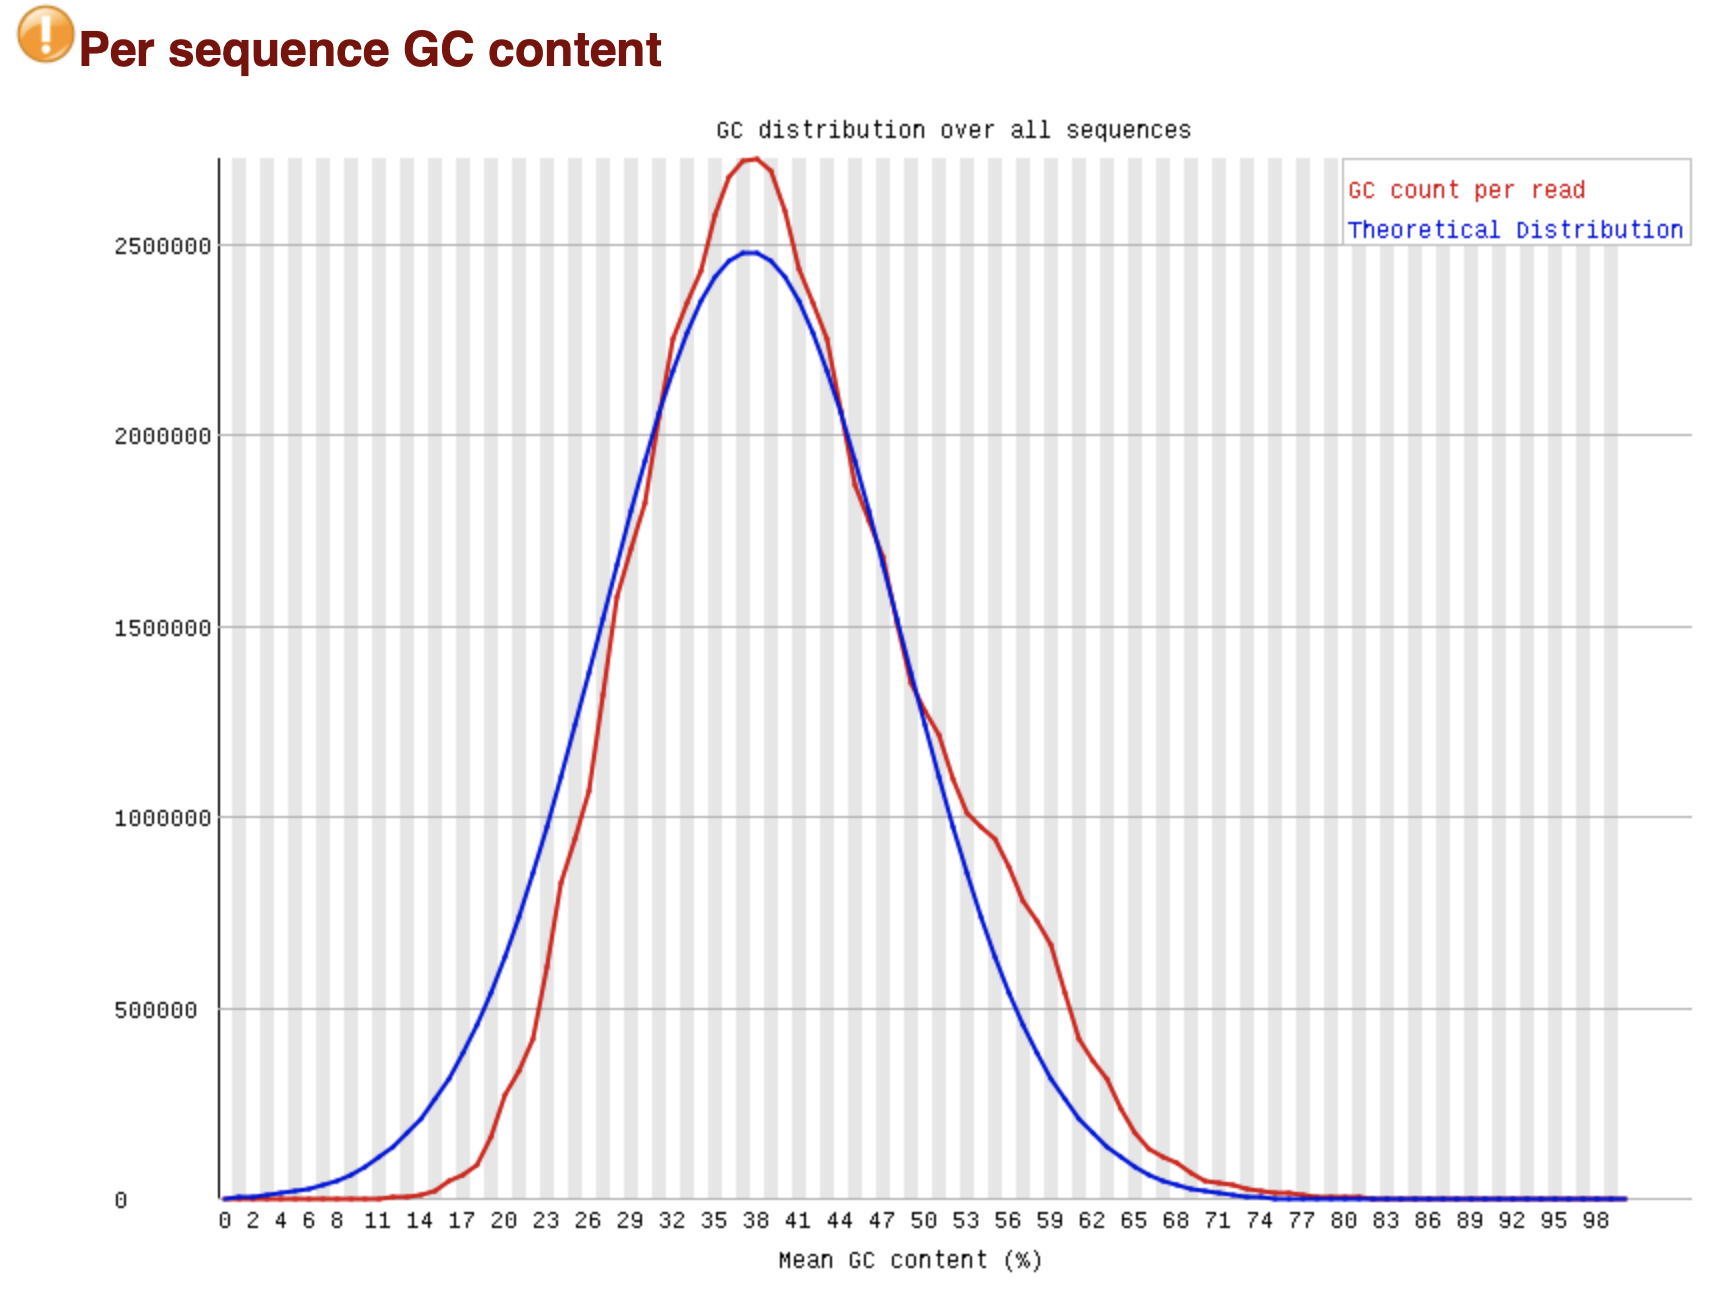 !
Per sequence GC content
GC distribution over all sequences
GC count per read
Theoretical Distribution
2500000
2000000
1500000
1000000
500000
0
0 2 4 6 8 11 14 17 20 23 26 29 32 35 38 41 44 47 50 53 56 59 62 65 68 71 74 77 80 83 86 89 92 95 98
Mean GC content (%)